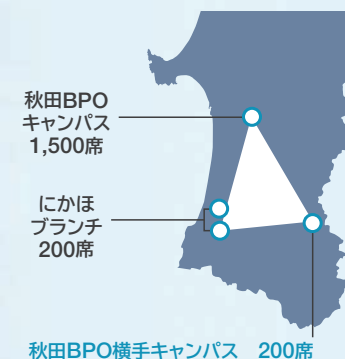 秋田BPO
キャンパス
1,500席
にかほ
ブランチ
200席
秋田BPO横手キャンパス 200席